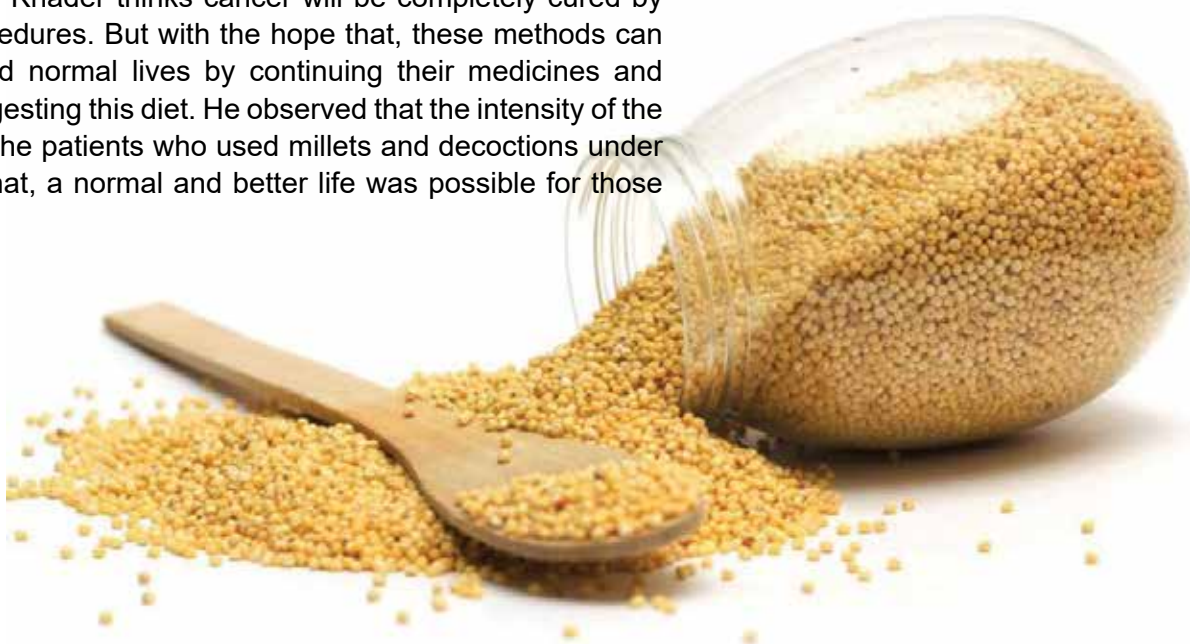 Khader thinks cancer will be completely cured by
edures. But with the hope that, these methods can
d normal lives by continuing their medicines and
gesting this diet. He observed that the intensity of the
he patients who used millets and decoctions under
hat, a normal and better life was possible for those